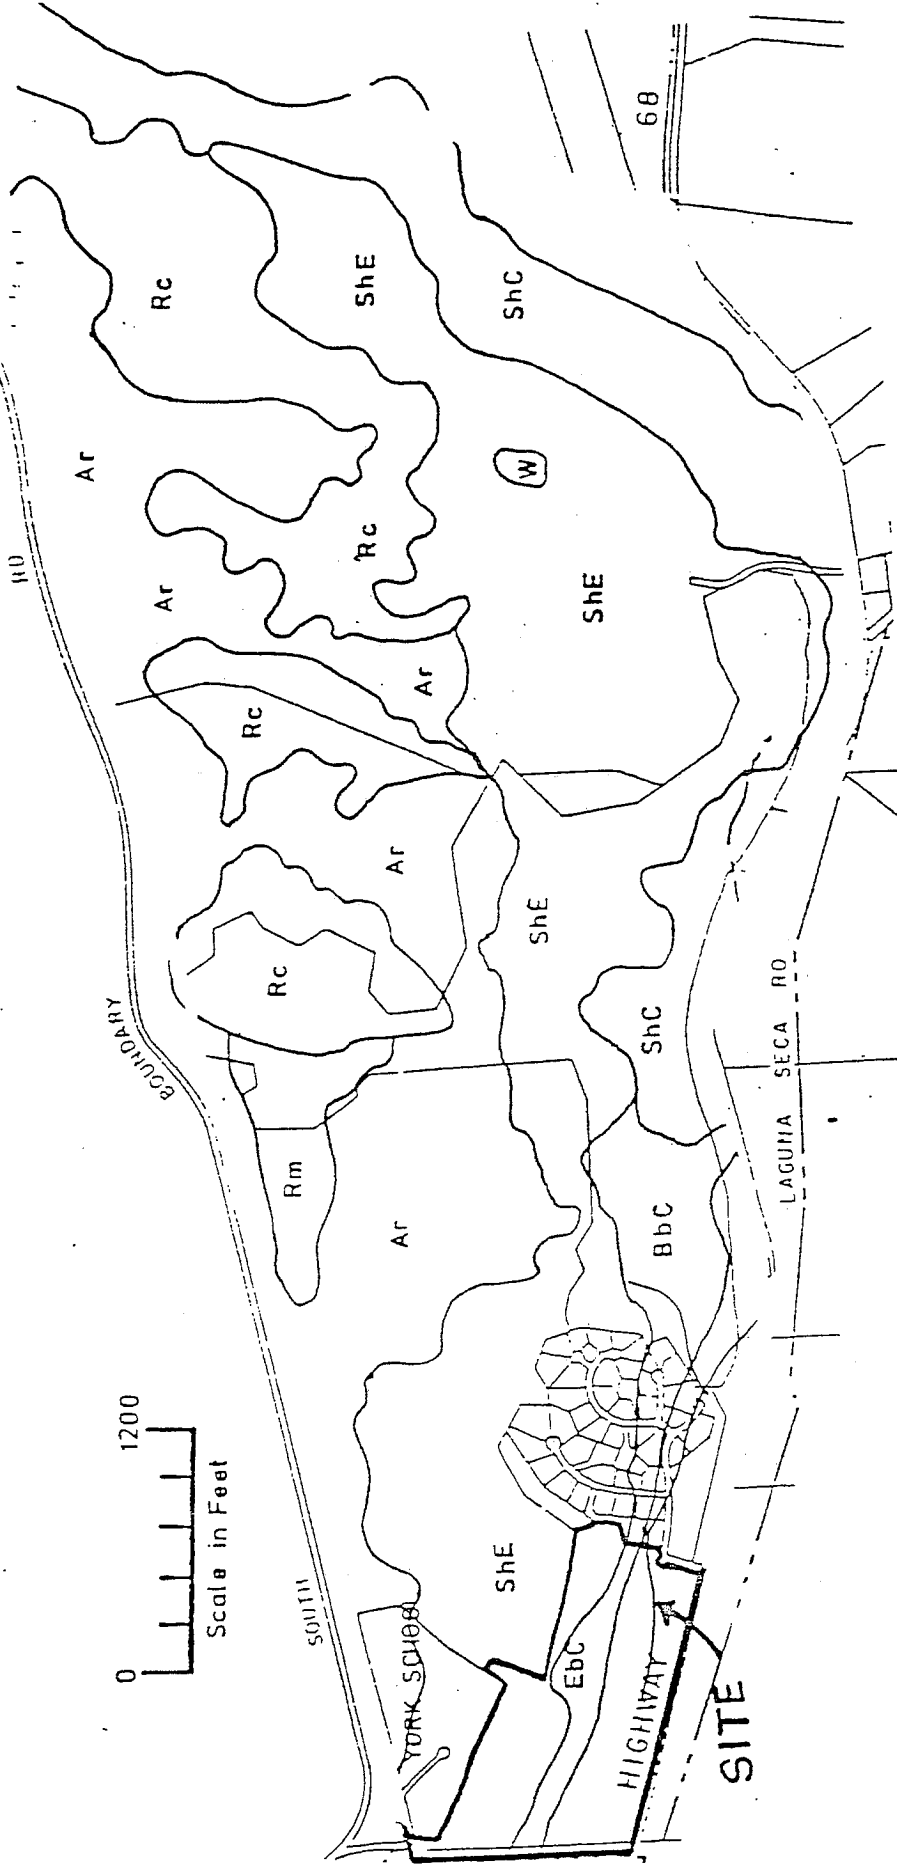 SOUTH
BOUNDARY
RD
0
1200
Scale in Feet
YORK SCHOOL
Rm
Rc
Rc
Ar
Ar
Rc
Ar
Ar
Rc
Ar
ShE
ShE
ShE
W
ShE
ShC
68
EbC
BbC
ShC
HIGHWAY
SITE
LAGUNA SECA RD